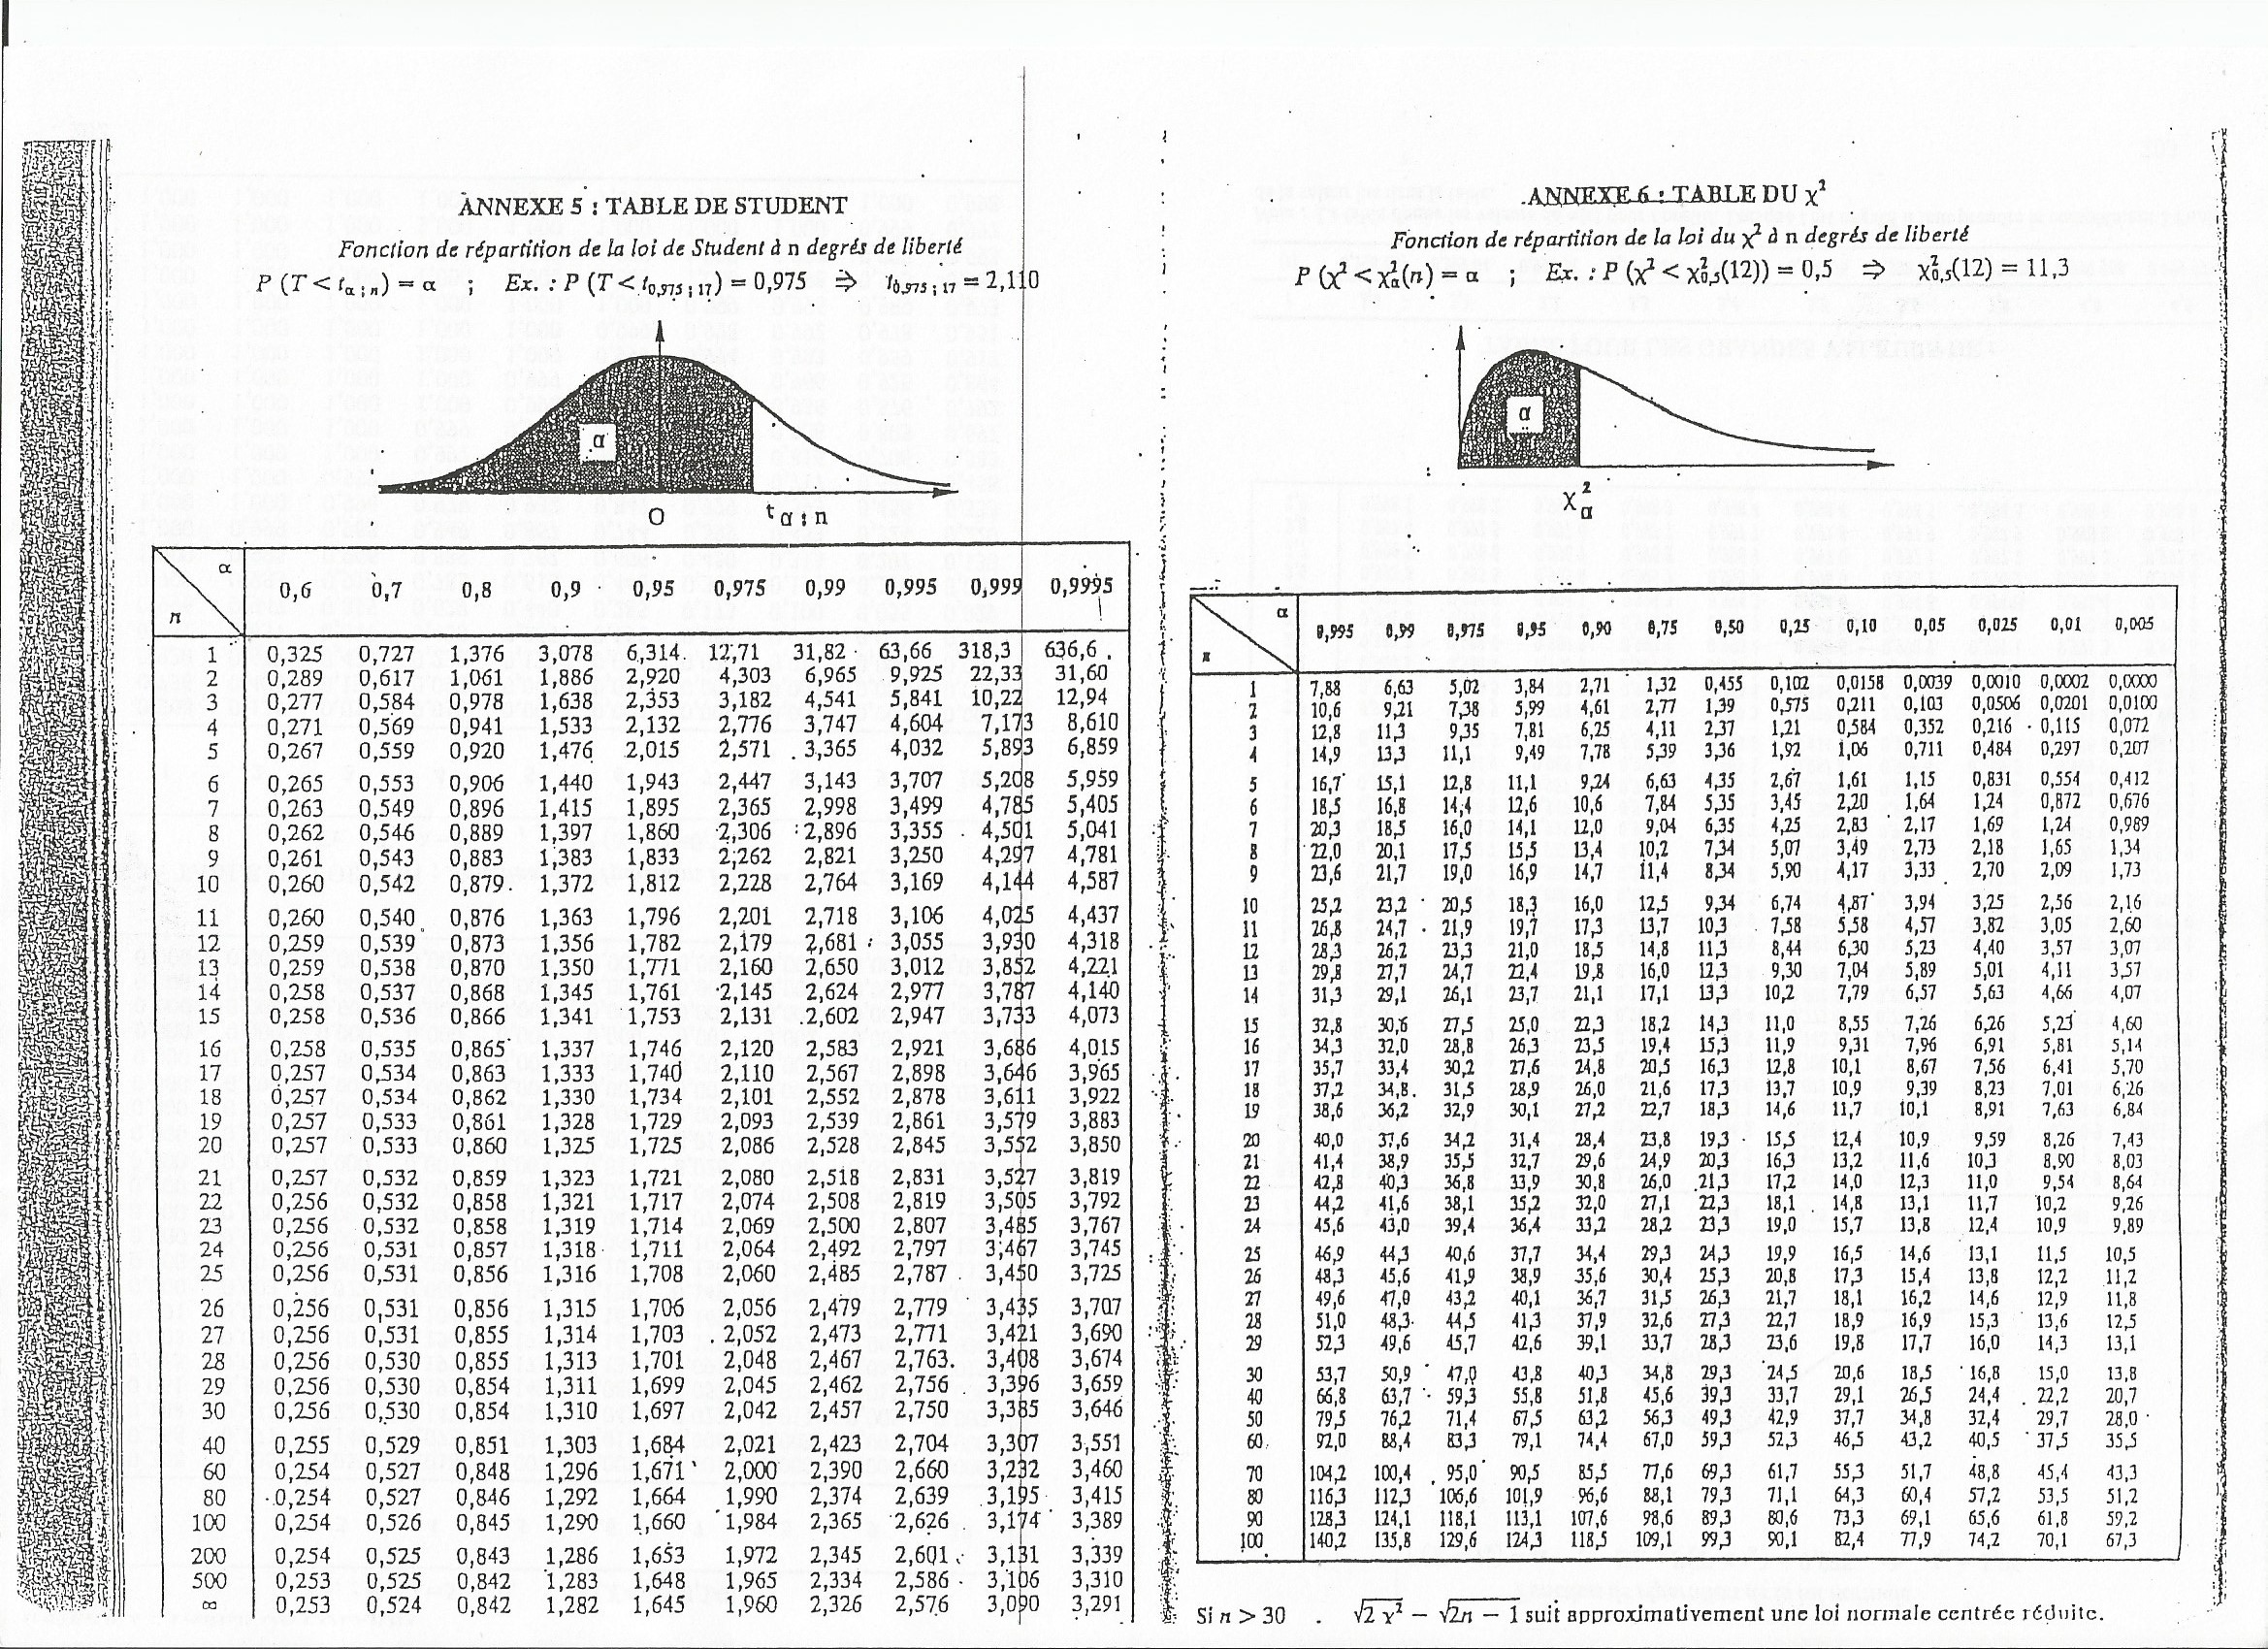 ANNEXE 5 : TABLE DE STUDENT
Fonction de répartition de la loi de Student à n degrés de liberté
P (T < tα ; n) = α ; Ex. : P (T < t0,975 ; 17) = 0,975 ⇒ t0,975 ; 17 = 2,110
α
O tα ; n
α
n 0,6 0,7 0,8 0,9 0,95 0,975 0,99 0,995 0,999 0,9995
1 0,325 0,727 1,376 3,078 6,314 12,71 31,82 63,66 318,3 636,6
2 0,289 0,617 1,061 1,886 2,920 4,303 6,965 9,925 22,33 31,60
3 0,277 0,584 0,978 1,638 2,353 3,182 4,541 5,841 10,22 12,94
4 0,271 0,569 0,941 1,533 2,132 2,776 3,747 4,604 7,173 8,610
5 0,267 0,559 0,920 1,476 2,015 2,571 3,365 4,032 5,893 6,859
6 0,265 0,553 0,906 1,440 1,943 2,447 3,143 3,707 5,208 5,959
7 0,263 0,549 0,896 1,415 1,895 2,365 2,998 3,499 4,785 5,405
8 0,262 0,546 0,889 1,397 1,860 2,306 2,896 3,355 4,501 5,041
9 0,261 0,543 0,883 1,383 1,833 2,262 2,821 3,250 4,297 4,781
10 0,260 0,542 0,879 1,372 1,812 2,228 2,764 3,169 4,144 4,587
11 0,260 0,540 0,876 1,363 1,796 2,201 2,718 3,106 4,025 4,437
12 0,259 0,539 0,873 1,356 1,782 2,179 2,681 3,055 3,930 4,318
13 0,259 0,538 0,870 1,350 1,771 2,160 2,650 3,012 3,852 4,221
14 0,258 0,537 0,868 1,345 1,761 2,145 2,624 2,977 3,787 4,140
15 0,258 0,536 0,866 1,341 1,753 2,131 2,602 2,947 3,733 4,073
16 0,258 0,535 0,865 1,337 1,746 2,120 2,583 2,921 3,686 4,015
17 0,257 0,534 0,863 1,333 1,740 2,110 2,567 2,898 3,646 3,965
18 0,257 0,534 0,862 1,330 1,734 2,101 2,552 2,878 3,611 3,922
19 0,257 0,533 0,861 1,328 1,729 2,093 2,539 2,861 3,579 3,883
20 0,257 0,533 0,860 1,325 1,725 2,086 2,528 2,845 3,552 3,850
21 0,257 0,532 0,859 1,323 1,721 2,080 2,518 2,831 3,527 3,819
22 0,256 0,532 0,858 1,321 1,717 2,074 2,508 2,819 3,505 3,792
23 0,256 0,532 0,858 1,319 1,714 2,069 2,500 2,807 3,485 3,767
24 0,256 0,531 0,857 1,318 1,711 2,064 2,492 2,797 3,467 3,745
25 0,256 0,531 0,856 1,316 1,708 2,060 2,485 2,787 3,450 3,725
26 0,256 0,531 0,856 1,315 1,706 2,056 2,479 2,779 3,435 3,707
27 0,256 0,531 0,855 1,314 1,703 2,052 2,473 2,771 3,421 3,690
28 0,256 0,530 0,855 1,313 1,701 2,048 2,467 2,763 3,408 3,674
29 0,256 0,530 0,854 1,311 1,699 2,045 2,462 2,756 3,396 3,659
30 0,256 0,530 0,854 1,310 1,697 2,042 2,457 2,750 3,385 3,646
40 0,255 0,529 0,851 1,303 1,684 2,021 2,423 2,704 3,307 3,551
60 0,254 0,527 0,848 1,296 1,671 2,000 2,390 2,660 3,232 3,460
80 0,254 0,527 0,846 1,292 1,664 1,990 2,374 2,639 3,195 3,415
100 0,254 0,526 0,845 1,290 1,660 1,984 2,365 2,626 3,174 3,389
200 0,254 0,525 0,843 1,286 1,653 1,972 2,345 2,601 3,131 3,339
500 0,253 0,525 0,842 1,283 1,648 1,965 2,334 2,586 3,106 3,310
∞ 0,253 0,524 0,842 1,282 1,645 1,960 2,326 2,576 3,090 3,291
ANNEXE 6 : TABLE DU χ²
Fonction de répartition de la loi du χ² à n degrés de liberté
P (χ² < χ²α(n) = α ; Ex. : P (χ² < χ²0,5(12)) = 0,5 ⇒ χ²0,5(12) = 11,3
α
χ²α
α
n 0,995 0,99 0,975 0,95 0,90 0,75 0,50 0,25 0,10 0,05 0,025 0,01 0,005
1 7,88 6,63 5,02 3,84 2,71 1,32 0,455 0,102 0,0158 0,0039 0,0010 0,0002 0,0000
2 10,6 9,21 7,38 5,99 4,61 2,77 1,39 0,575 0,211 0,103 0,0506 0,0201 0,0100
3 12,8 11,3 9,35 7,81 6,25 4,11 2,37 1,21 0,584 0,352 0,216 0,115 0,072
4 14,9 13,3 11,1 9,49 7,78 5,39 3,36 1,92 1,06 0,711 0,484 0,297 0,207
5 16,7 15,1 12,8 11,1 9,24 6,63 4,35 2,67 1,61 1,15 0,831 0,554 0,412
6 18,5 16,8 14,4 12,6 10,6 7,84 5,35 3,45 2,20 1,64 1,24 0,872 0,676
7 20,3 18,5 16,0 14,1 12,0 9,04 6,35 4,25 2,83 2,17 1,69 1,24 0,989
8 22,0 20,1 17,5 15,5 13,4 10,2 7,34 5,07 3,49 2,73 2,18 1,65 1,34
9 23,6 21,7 19,0 16,9 14,7 11,4 8,34 5,90 4,17 3,33 2,70 2,09 1,73
10 25,2 23,2 20,5 18,3 16,0 12,5 9,34 6,74 4,87 3,94 3,25 2,56 2,16
11 26,8 24,7 21,9 19,7 17,3 13,7 10,3 7,58 5,58 4,57 3,82 3,05 2,60
12 28,3 26,2 23,3 21,0 18,5 14,8 11,3 8,44 6,30 5,23 4,40 3,57 3,07
13 29,8 27,7 24,7 22,4 19,8 16,0 12,3 9,30 7,04 5,89 5,01 4,11 3,57
14 31,3 29,1 26,1 23,7 21,1 17,1 13,3 10,2 7,79 6,57 5,63 4,66 4,07
15 32,8 30,6 27,5 25,0 22,3 18,2 14,3 11,0 8,55 7,26 6,26 5,23 4,60
16 34,3 32,0 28,8 26,3 23,5 19,4 15,3 11,9 9,31 7,96 6,91 5,81 5,14
17 35,7 33,4 30,2 27,6 24,8 20,5 16,3 12,8 10,1 8,67 7,56 6,41 5,70
18 37,2 34,8 31,5 28,9 26,0 21,6 17,3 13,7 10,9 9,39 8,23 7,01 6,26
19 38,6 36,2 32,9 30,1 27,2 22,7 18,3 14,6 11,7 10,1 8,91 7,63 6,84
20 40,0 37,6 34,2 31,4 28,4 23,8 19,3 15,5 12,4 10,9 9,59 8,26 7,43
21 41,4 38,9 35,5 32,7 29,6 24,9 20,3 16,3 13,2 11,6 10,3 8,90 8,03
22 42,8 40,3 36,8 33,9 30,8 26,0 21,3 17,2 14,0 12,3 11,0 9,54 8,64
23 44,2 41,6 38,1 35,2 32,0 27,1 22,3 18,1 14,8 13,1 11,7 10,2 9,26
24 45,6 43,0 39,4 36,4 33,2 28,2 23,3 19,0 15,7 13,8 12,4 10,9 9,89
25 46,9 44,3 40,6 37,7 34,4 29,3 24,3 19,9 16,5 14,6 13,1 11,5 10,5
26 48,3 45,6 41,9 38,9 35,6 30,4 25,3 20,8 17,3 15,4 13,8 12,2 11,2
27 49,6 47,0 43,2 40,1 36,7 31,5 26,3 21,7 18,1 16,2 14,6 12,9 11,8
28 51,0 48,3 44,5 41,3 37,9 32,6 27,3 22,7 18,9 16,9 15,3 13,6 12,5
29 52,3 49,6 45,7 42,6 39,1 33,7 28,3 23,6 19,8 17,7 16,0 14,3 13,1
30 53,7 50,9 47,0 43,8 40,3 34,8 29,3 24,5 20,6 18,5 16,8 15,0 13,8
40 66,8 63,7 59,3 55,8 51,8 45,6 39,3 33,7 29,1 26,5 24,4 22,2 20,7
50 79,5 76,2 71,4 67,5 63,2 56,3 49,3 42,9 37,7 34,8 32,4 29,7 28,0
60 92,0 88,4 83,3 79,1 74,4 67,0 59,3 52,3 46,5 43,2 40,5 37,5 35,5
70 104,2 100,4 95,0 90,5 85,5 77,6 69,3 61,7 55,3 51,7 48,8 45,4 43,3
80 116,3 112,3 106,6 101,9 96,6 88,1 79,3 71,1 64,3 60,4 57,2 53,5 51,2
90 128,3 124,1 118,1 113,1 107,6 98,6 89,3 80,6 73,3 69,1 65,6 61,8 59,2
100 140,2 135,8 129,6 124,3 118,5 109,1 99,3 90,1 82,4 77,9 74,2 70,1 67,3
Si n > 30 . √2 χ² − √2n − 1 suit approximativement une loi normale centrée réduite.